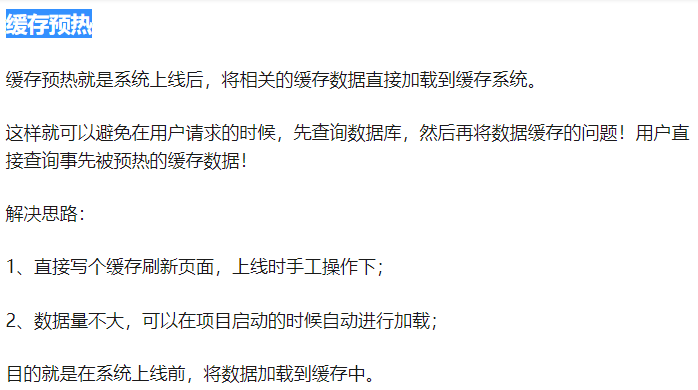 缓存预热
缓存预热就是系统上线后，将相关的缓存数据直接加载到缓存系统。
这样就可以避免在用户请求的时候，先查询数据库，然后再将数据缓存的问题！用户直
接查询事先被预热的缓存数据！
解决思路：
1、直接写个缓存刷新页面，上线时手工操作下；
2、数据量不大，可以在项目启动的时候自动进行加载；
目的就是在系统上线前，将数据加载到缓存中。